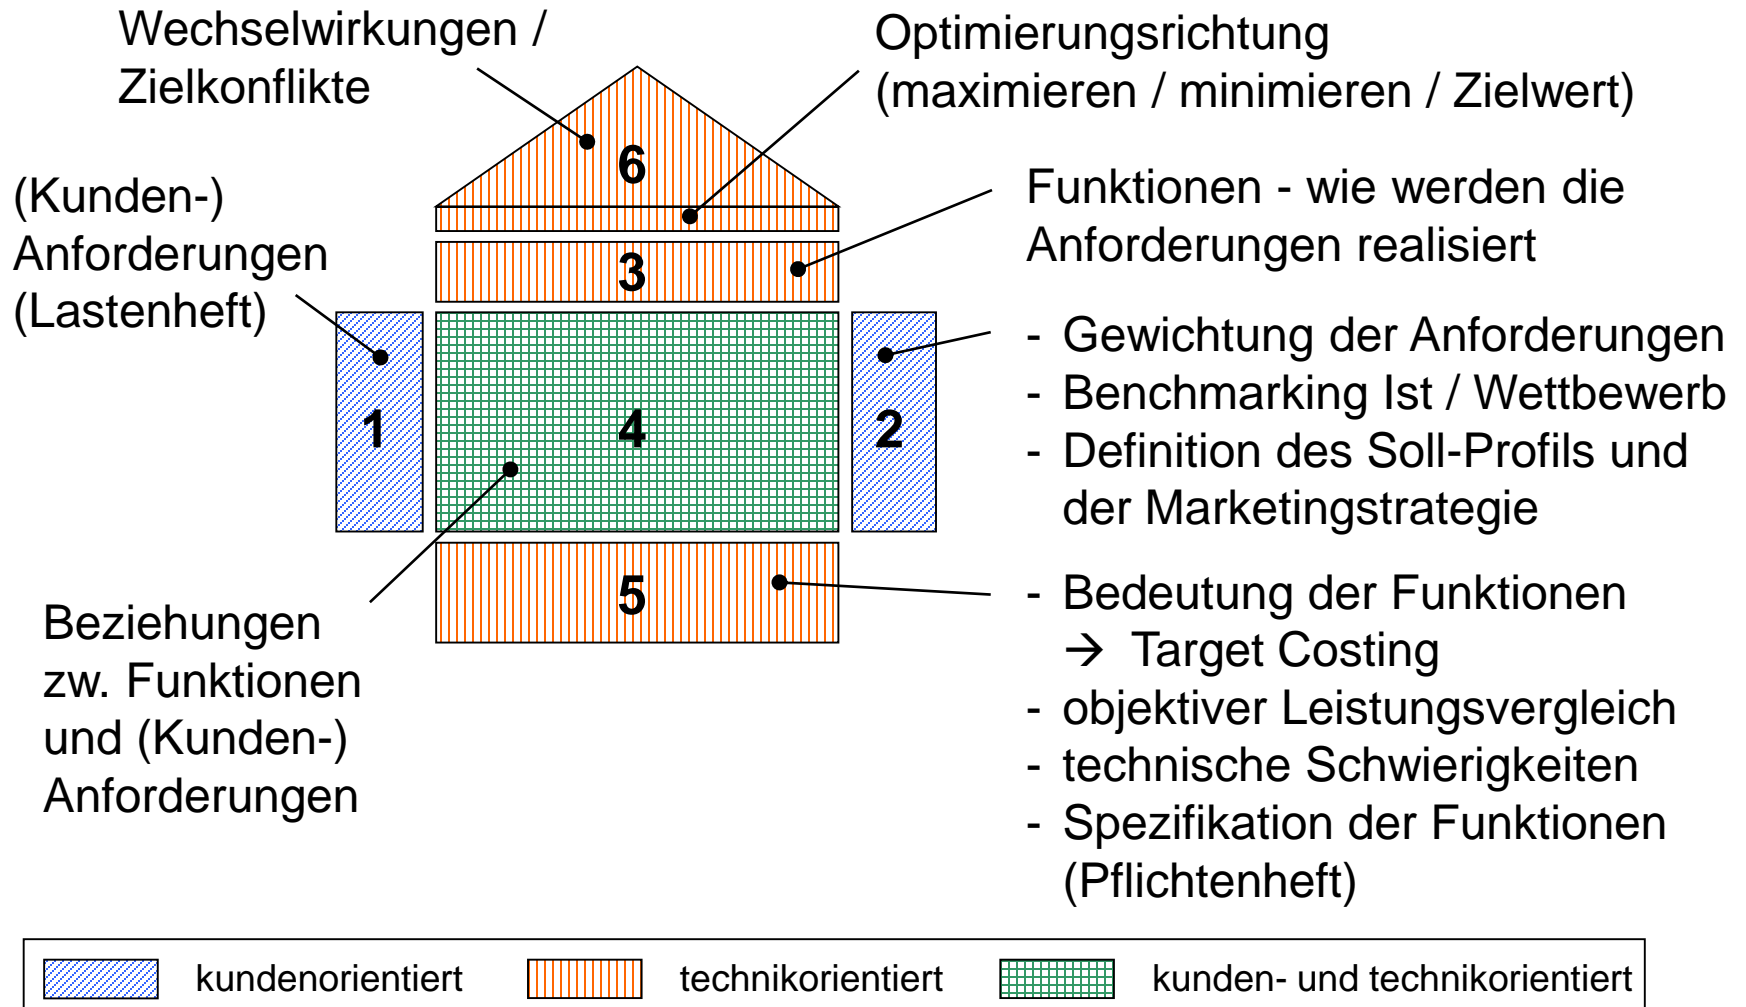 Wechselwirkungen /
Zielkonflikte
Optimierungsrichtung
(maximieren / minimieren / Zielwert)
(Kunden-)
Anforderungen
(Lastenheft)
6
Funktionen - wie werden die
Anforderungen realisiert
3
1
4
2
- Gewichtung der Anforderungen
- Benchmarking Ist / Wettbewerb
- Definition des Soll-Profils und
der Marketingstrategie
5
Beziehungen
zw. Funktionen
und (Kunden-)
Anforderungen
- Bedeutung der Funktionen
→ Target Costing
- objektiver Leistungsvergleich
- technische Schwierigkeiten
- Spezifikation der Funktionen
(Pflichtenheft)
kundenorientiert
technikorientiert
kunden- und technikorientiert